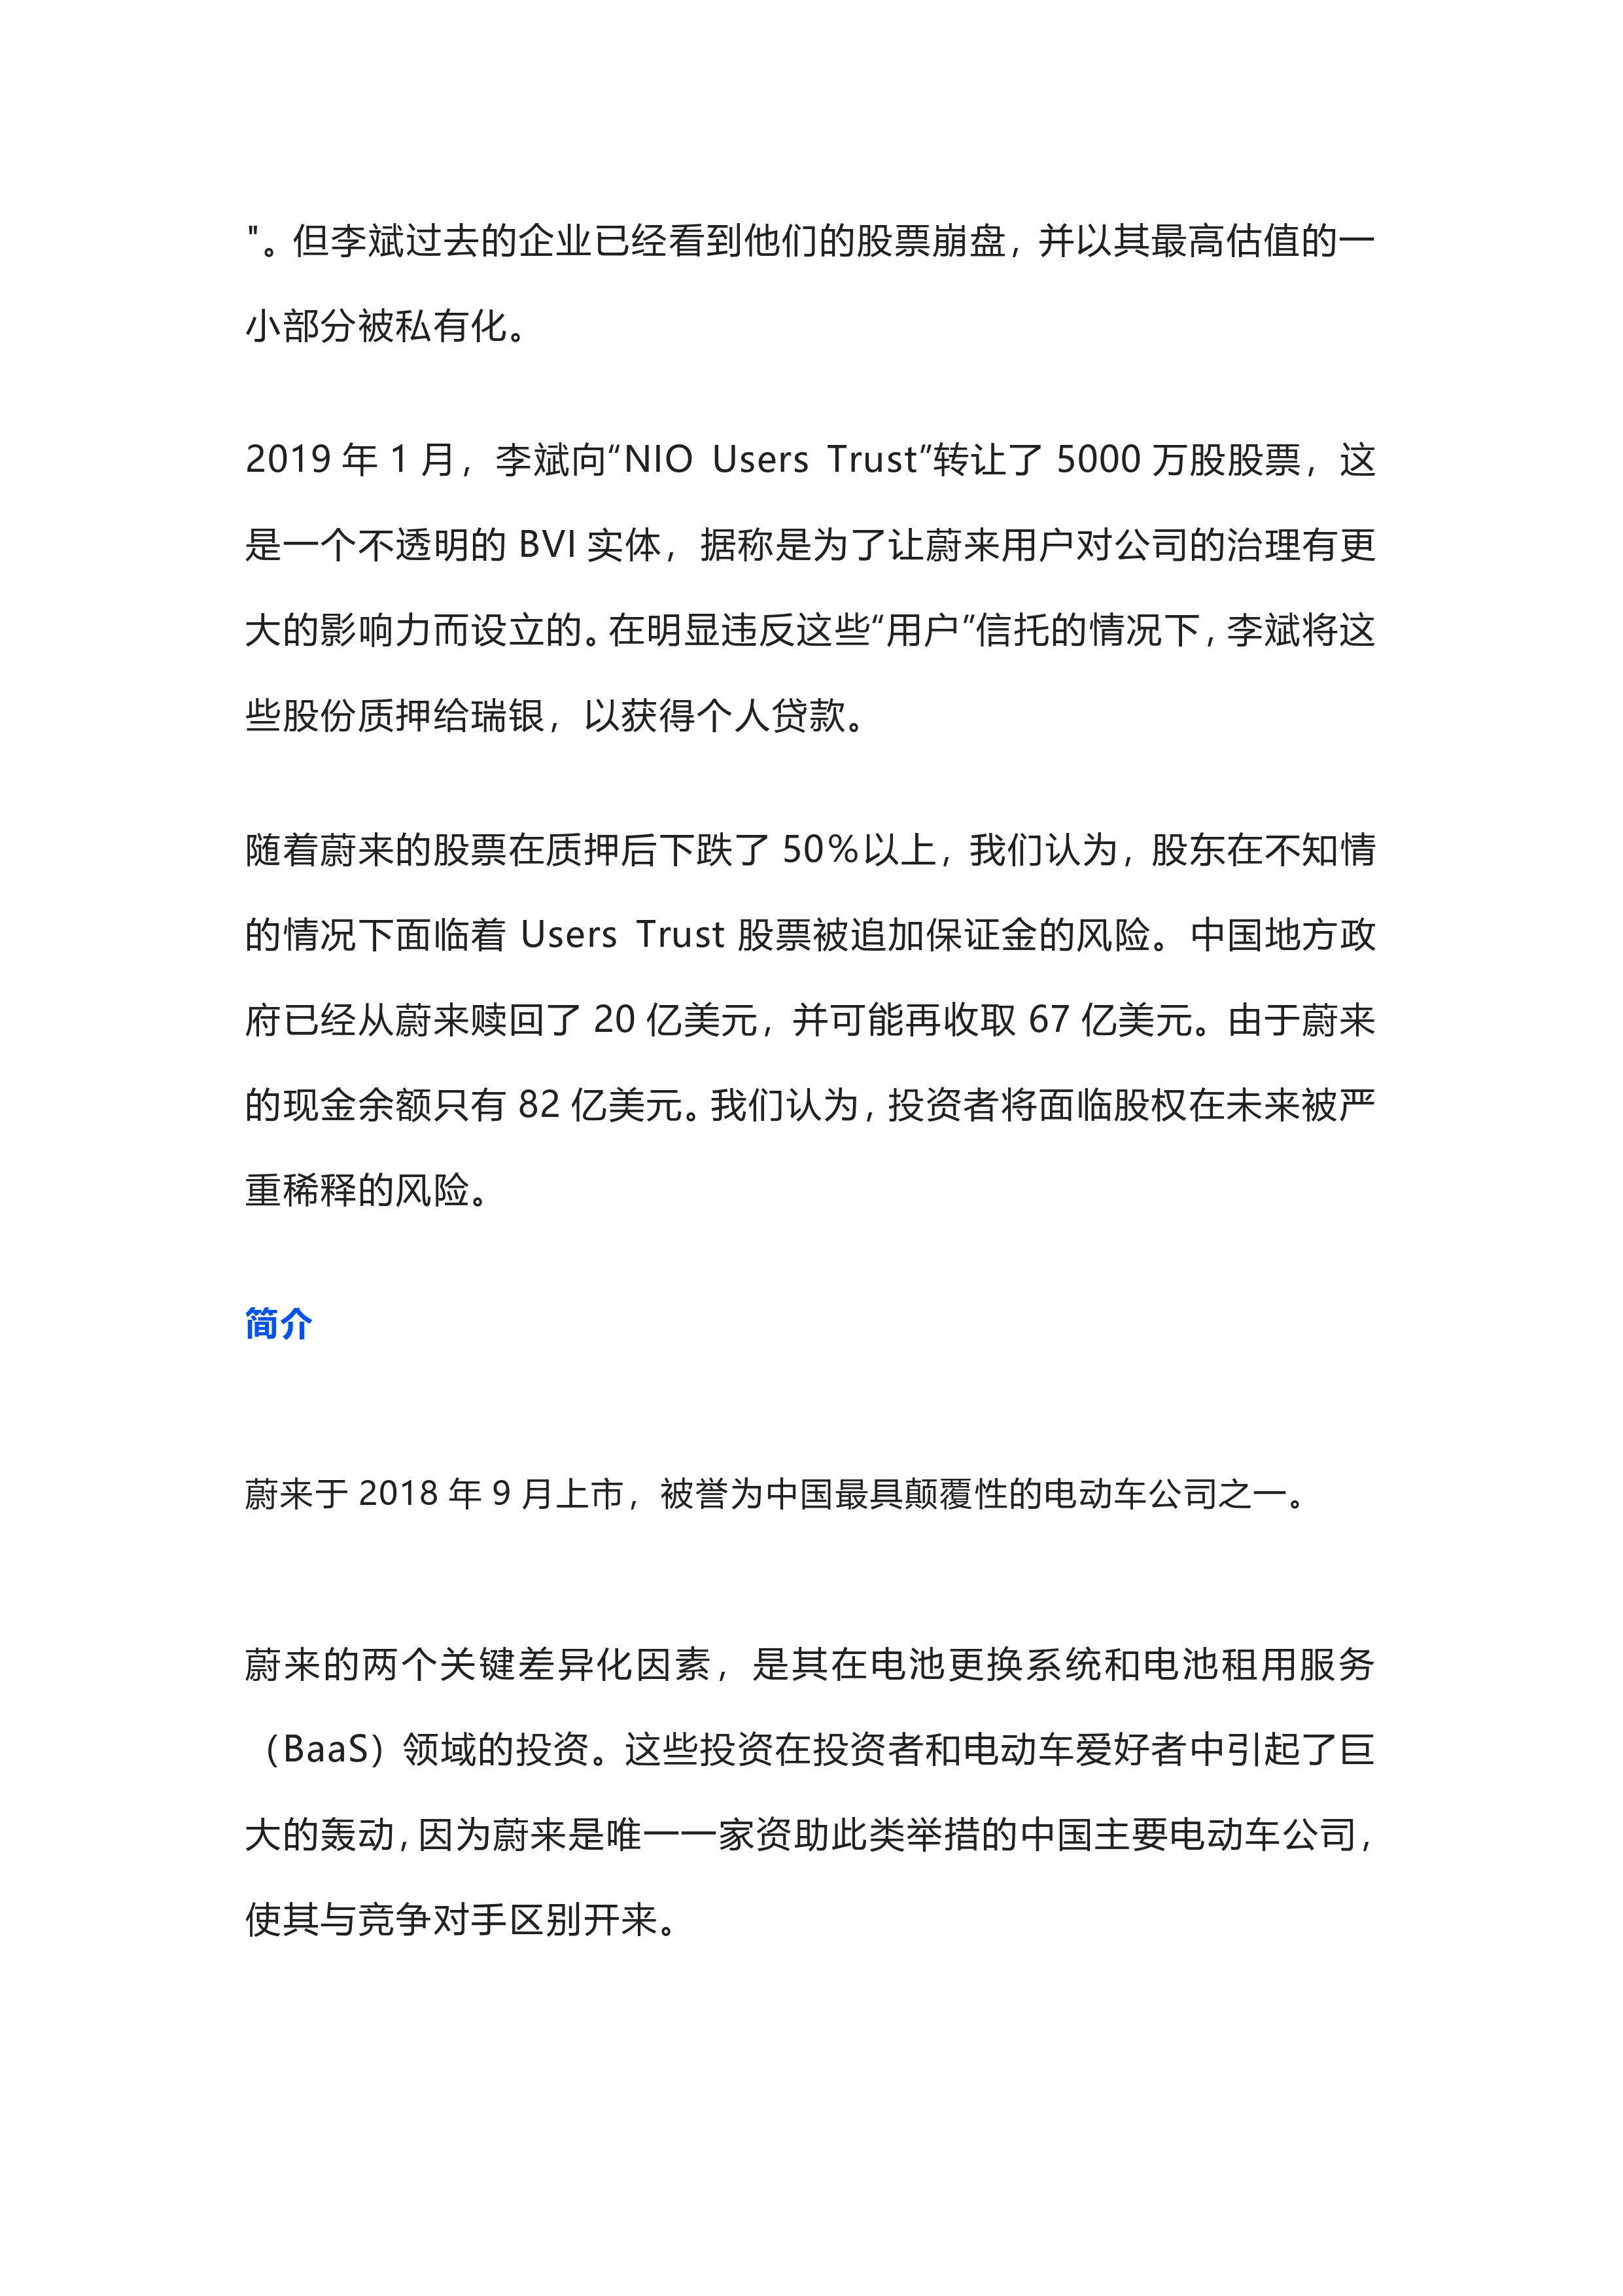 "。但李斌过去的企业已经看到他们的股票崩盘，并以其最高估值的一
小部分被私有化。
2019 年 1 月，李斌向“NIO Users Trust”转让了 5000 万股股票，这
是一个不透明的 BVI 实体，据称是为了让蔚来用户对公司的治理有更
大的影响力而设立的。在明显违反这些“用户”信托的情况下，李斌将这
些股份质押给瑞银，以获得个人贷款。
随着蔚来的股票在质押后下跌了 50％以上，我们认为，股东在不知情
的情况下面临着 Users Trust 股票被追加保证金的风险。中国地方政
府已经从蔚来赎回了 20 亿美元，并可能再收取 67 亿美元。由于蔚来
的现金余额只有 82 亿美元。我们认为，投资者将面临股权在未来被严
重稀释的风险。
简介
蔚来于 2018 年 9 月上市，被誉为中国最具颠覆性的电动车公司之一。
蔚来的两个关键差异化因素，是其在电池更换系统和电池租用服务
（BaaS）领域的投资。这些投资在投资者和电动车爱好者中引起了巨
大的轰动，因为蔚来是唯一一家资助此类举措的中国主要电动车公司，
使其与竞争对手区别开来。